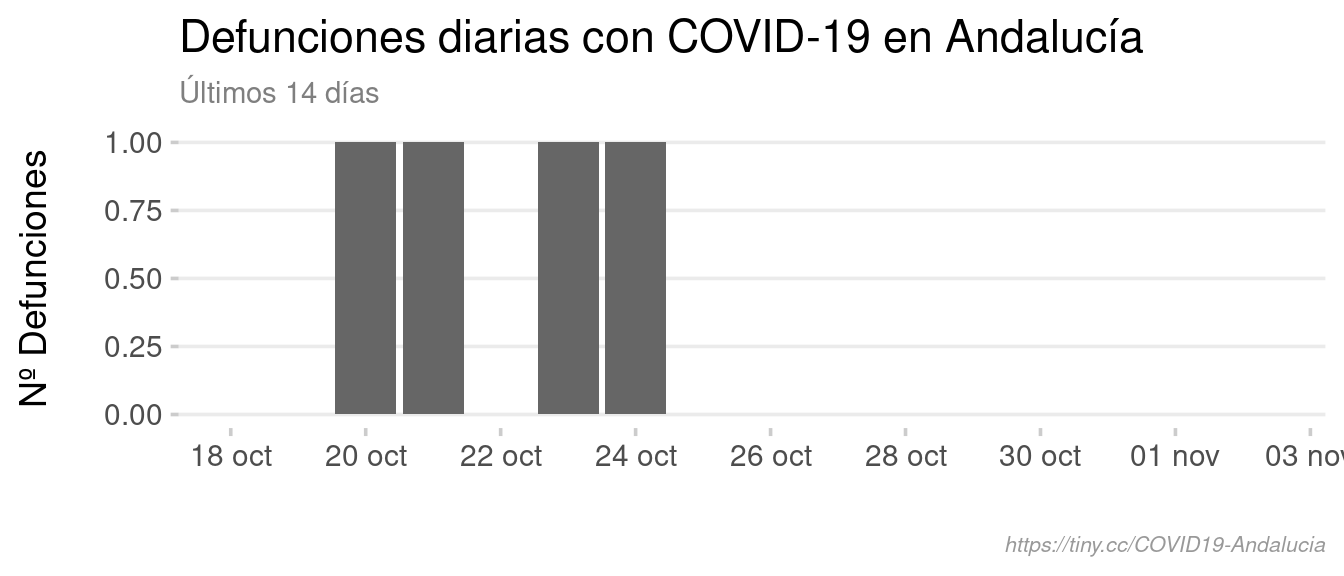 Defunciones diarias con COVID-19 en Andalucía
Últimos 14 días
Nº Defunciones
1.00
0.75
0.50
0.25
0.00
18 oct 20 oct 22 oct 24 oct 26 oct 28 oct 30 oct 01 nov 03 nov
https://tiny.cc/COVID19-Andalucia